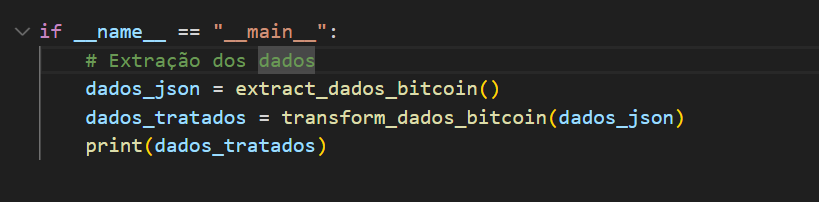 if __name__ == "__main__":
    # Extração dos dados
    dados_json = extract_dados_bitcoin()
    dados_tratados = transform_dados_bitcoin(dados_json)
    print(dados_tratados)